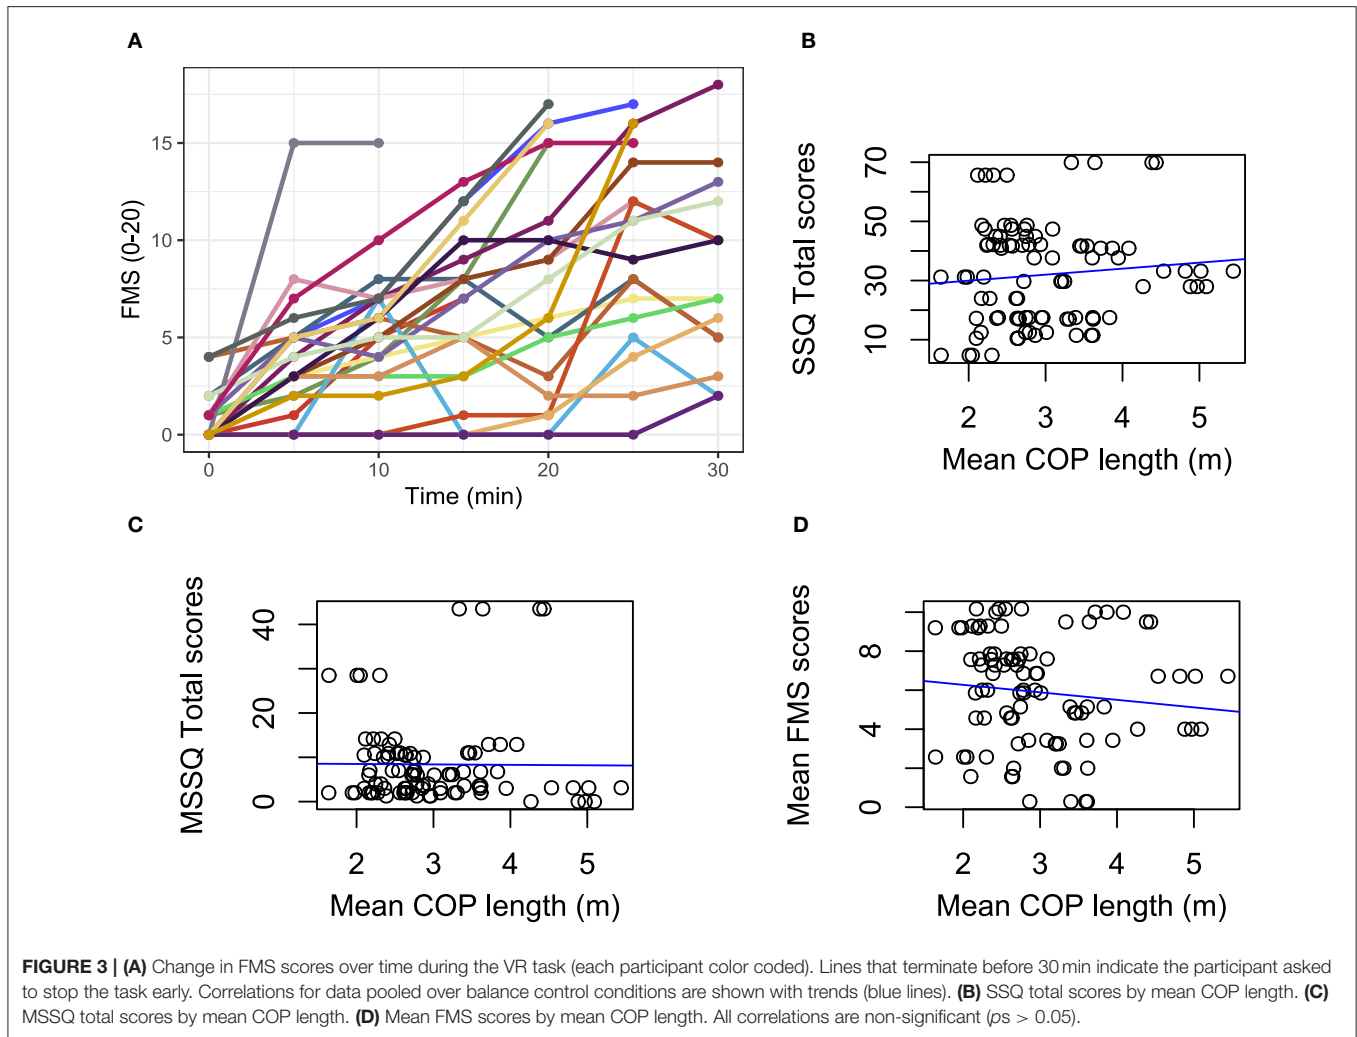 A
15
10
5
0
FMS (0-20)
0
10
20
30
Time (min)
B
70
50
30
10
SSQ Total scores
2 3 4 5
Mean COP length (m)
C
40
20
0
MSSQ Total scores
2 3 4 5
Mean COP length (m)
D
8
4
0
Mean FMS scores
2 3 4 5
Mean COP length (m)
FIGURE 3 | (A) Change in FMS scores over time during the VR task (each participant color coded). Lines that terminate before 30 min indicate the participant asked
to stop the task early. Correlations for data pooled over balance control conditions are shown with trends (blue lines). (B) SSQ total scores by mean COP length. (C)
MSSQ total scores by mean COP length. (D) Mean FMS scores by mean COP length. All correlations are non-significant (ps > 0.05).